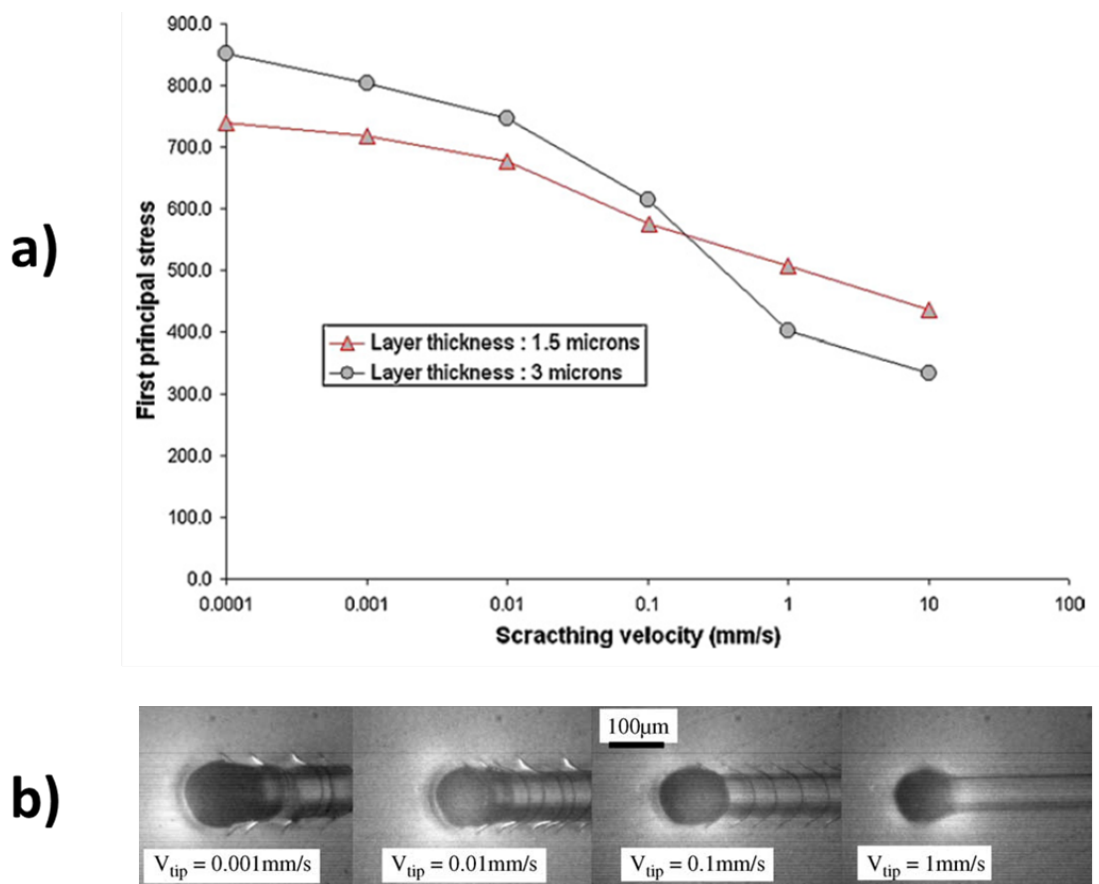 a)
First principal stress
900.0
800.0
700.0
600.0
500.0
400.0
300.0
200.0
100.0
0.0
Layer thickness : 1.5 microns
Layer thickness : 3 microns
0.0001 0.001 0.01 0.1 1 10 100
Scracthing velocity (mm/s)
b)
100μm
V_tip = 0.001mm/s
V_tip = 0.01mm/s
V_tip = 0.1mm/s
V_tip = 1mm/s